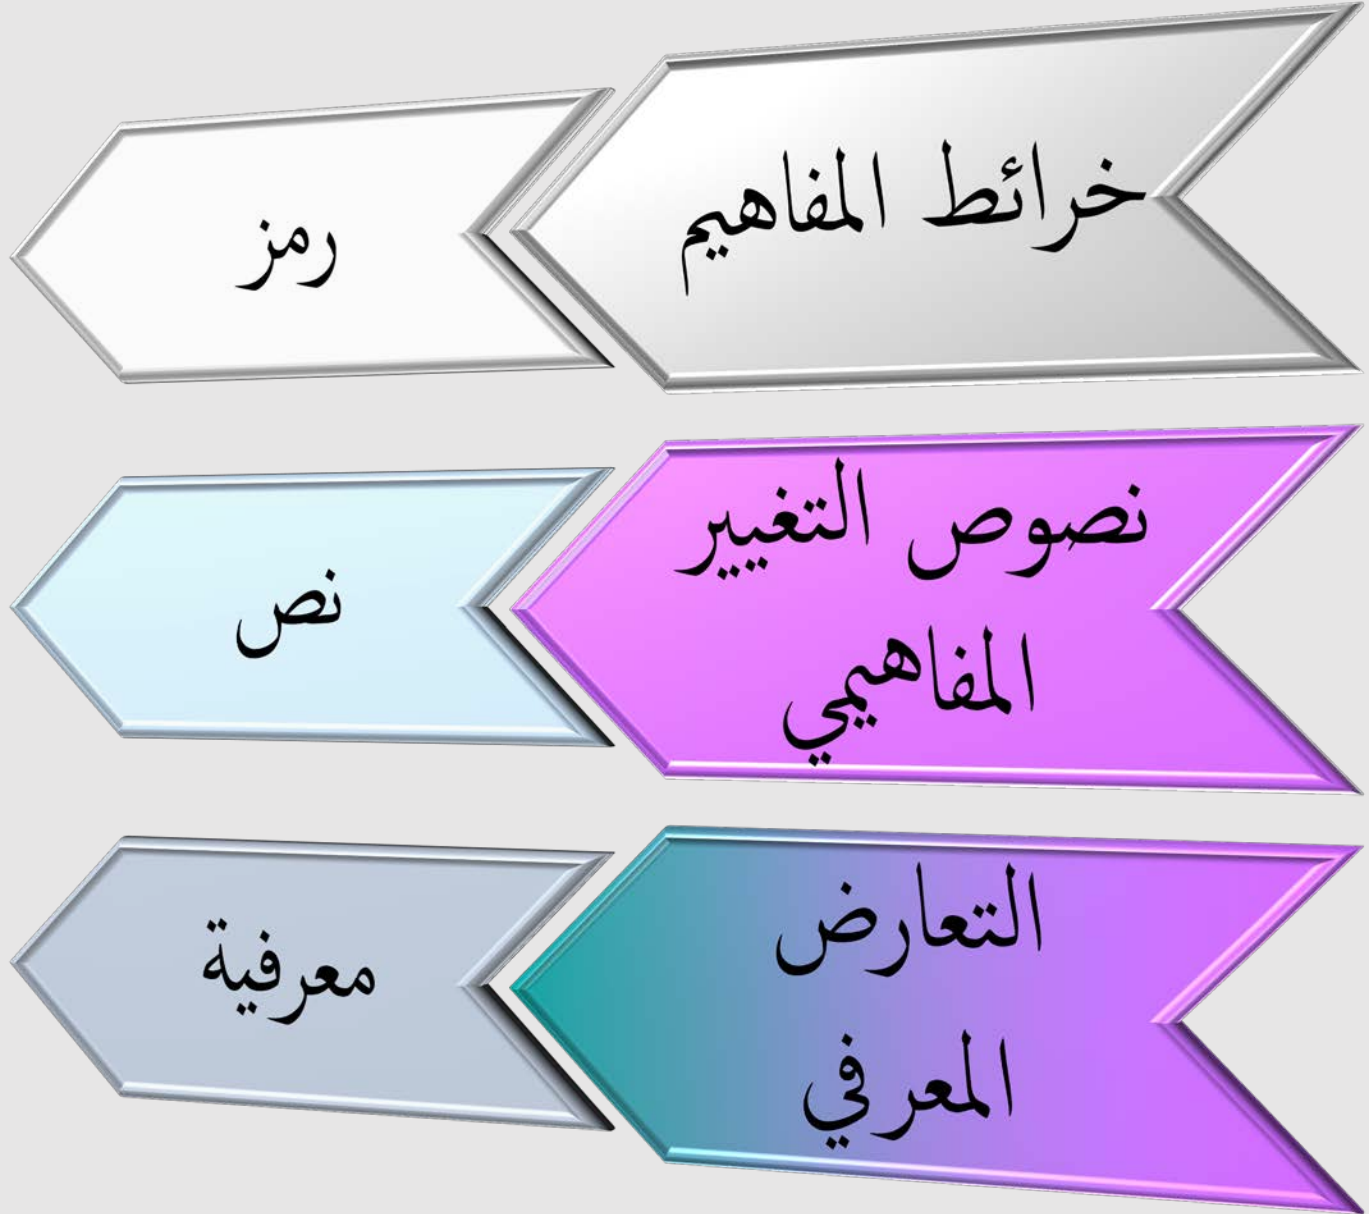 خرائط المفاهيم
رمز
نصوص التغيير
المفاهيمي
نص
التعارض
المعرفي
معرفية